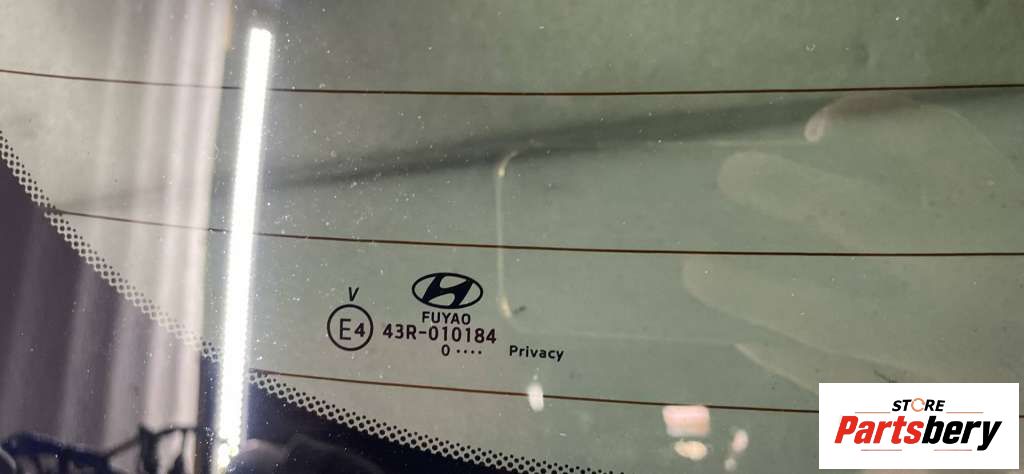 V
FUYAO
E4 43R-010184
0 ···· Privacy
STORE
Partsbery